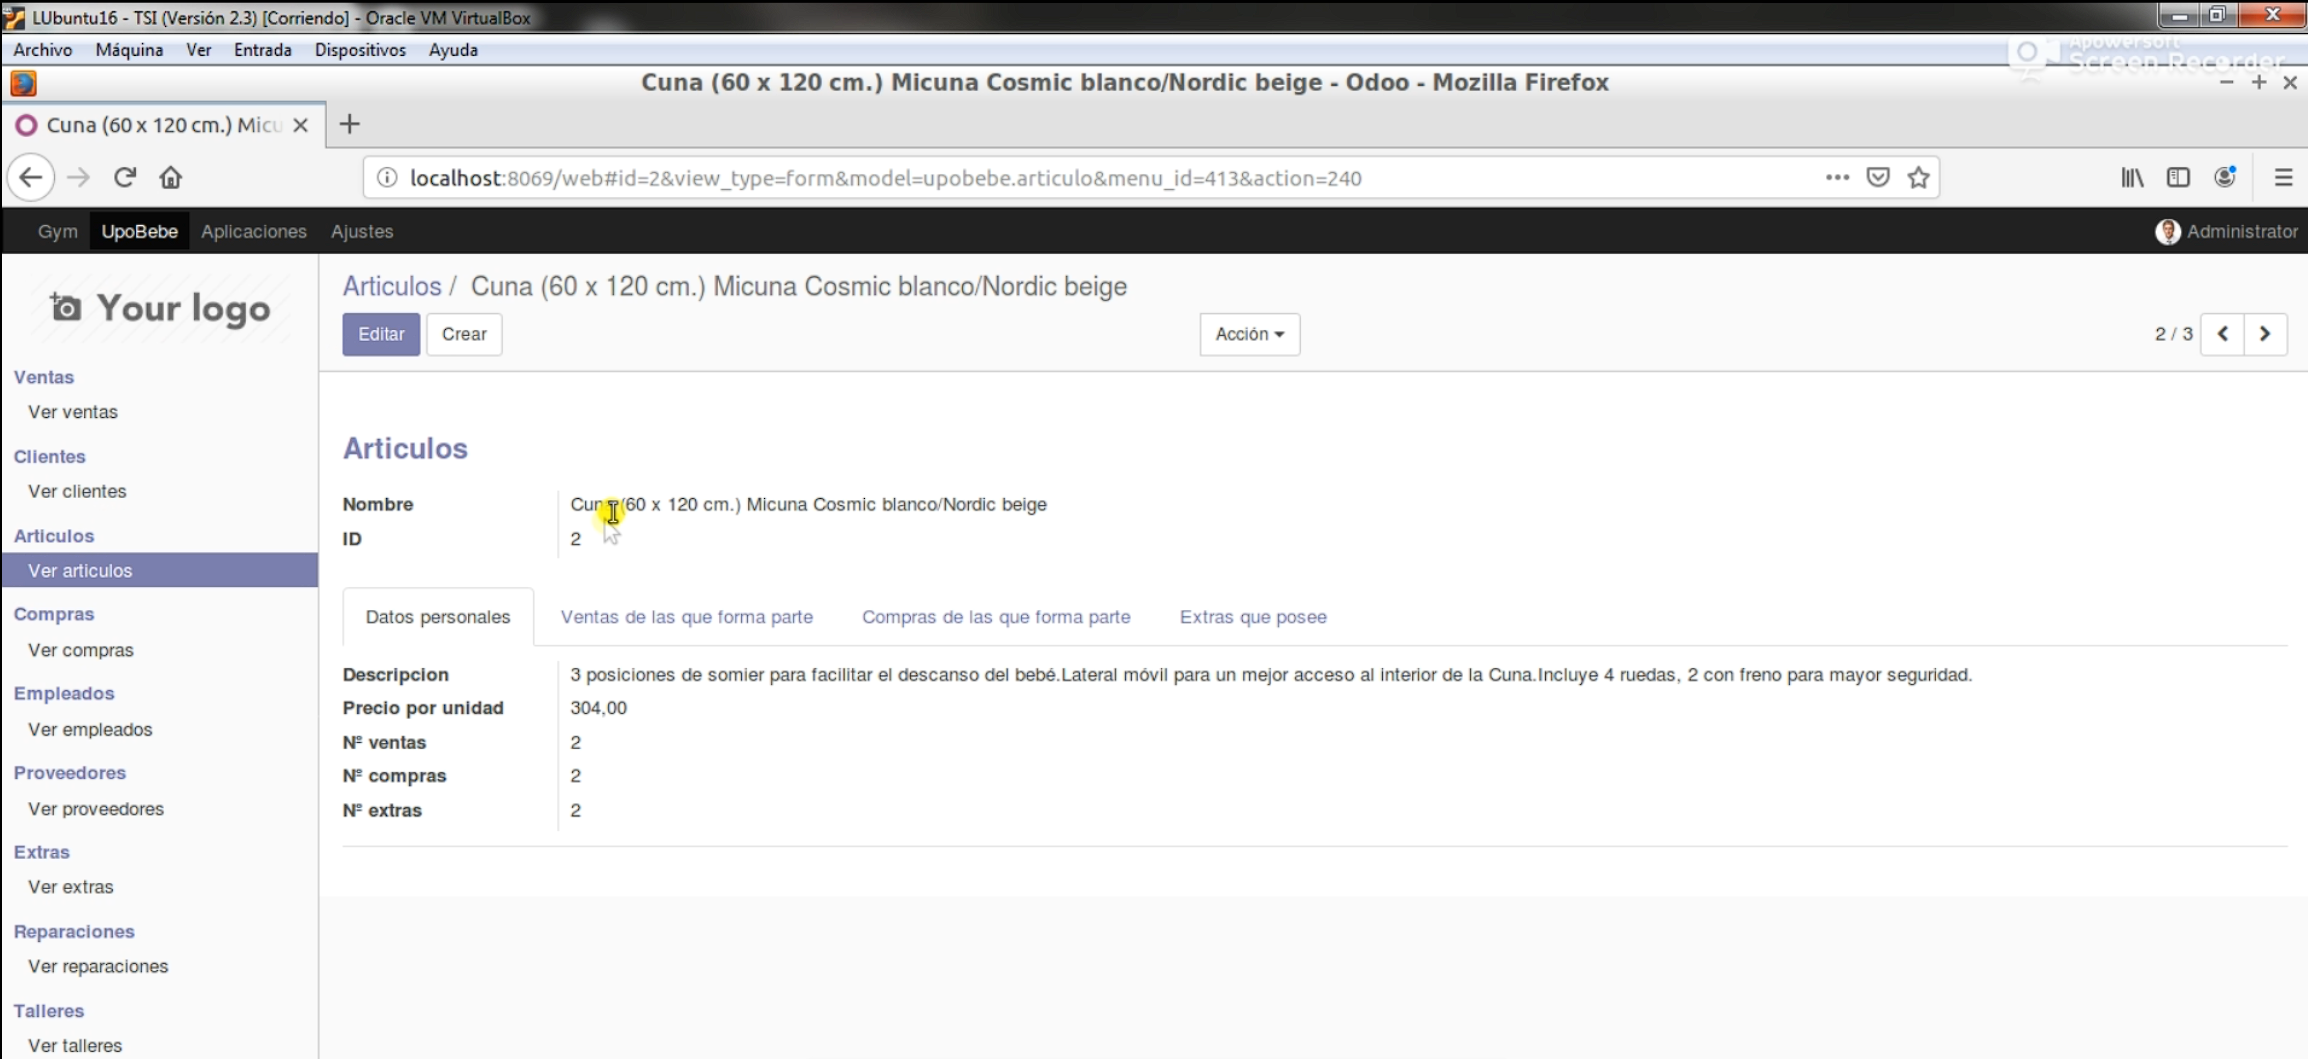 LUbuntu16 - TSI (Versión 2.3) [Corriendo] - Oracle VM VirtualBox
Archivo Máquina Ver Entrada Dispositivos Ayuda
Apowersoft
Screen Recorder
Cuna (60 x 120 cm.) Micuna Cosmic blanco/Nordic beige - Odoo - Mozilla Firefox
Cuna (60 x 120 cm.) Micu
localhost:8069/web#id=2&view_type=form&model=upobebe.articulo&menu_id=413&action=240
Gym UpoBebe Aplicaciones Ajustes Administrator
Your logo
Articulos / Cuna (60 x 120 cm.) Micuna Cosmic blanco/Nordic beige
Editar Crear Acción 2 / 3
Ventas
Ver ventas
Clientes
Ver clientes
Articulos
Ver articulos
Compras
Ver compras
Empleados
Ver empleados
Proveedores
Ver proveedores
Extras
Ver extras
Reparaciones
Ver reparaciones
Talleres
Ver talleres
Articulos
Nombre Cuna (60 x 120 cm.) Micuna Cosmic blanco/Nordic beige
ID 2
Datos personales Ventas de las que forma parte Compras de las que forma parte Extras que posee
Descripcion 3 posiciones de somier para facilitar el descanso del bebé.Lateral móvil para un mejor acceso al interior de la Cuna.Incluye 4 ruedas, 2 con freno para mayor seguridad.
Precio por unidad 304,00
Nº ventas 2
Nº compras 2
Nº extras 2